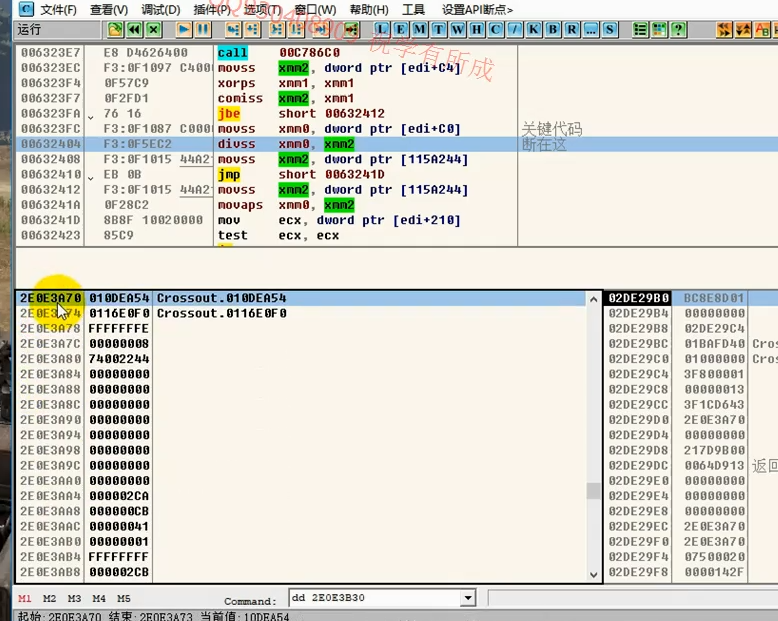 文件(F) 查看(V) 调试(D) 插件(P) 选项(T) 窗口(W) 帮助(H) 工具 设置API断点>
运行 L E M T W H C / K B R ... S ?
006323E7 E8 D4626400 call 00C786C0
006323EC F3:0F1097 C400 movss xmm2, dword ptr [edi+C4]
006323F4 0F57C9 xorps xmm1, xmm1
006323F7 0F2FD1 comiss xmm2, xmm1
006323FA 76 16 jbe short 00632412
006323FC F3:0F1087 C000 movss xmm0, dword ptr [edi+C0] 关键代码
00632404 F3:0F5EC2 divss xmm0, xmm2 断在这
00632408 F3:0F1015 44A2 movss xmm2, dword ptr [115A244]
00632410 EB 0B jmp short 0063241D
00632412 F3:0F1015 44A2 movss xmm2, dword ptr [115A244]
0063241A 0F28C2 movaps xmm0, xmm2
0063241D 8B8F 10020000 mov ecx, dword ptr [edi+210]
00632423 85C9 test ecx, ecx
2E0E3A70 010DEA54 Crossout.010DEA54
0116E0F0 Crossout.0116E0F0
2E0E3A78 FFFFFFFE
2E0E3A7C 00000008
2E0E3A80 74002244
2E0E3A84 00000000
2E0E3A88 00000000
2E0E3A8C 00000000
2E0E3A90 00000000
2E0E3A94 00000000
2E0E3A98 00000000
2E0E3A9C 00000000
2E0E3AA0 00000000
2E0E3AA4 000002CA
2E0E3AA8 000000CB
2E0E3AAC 00000041
2E0E3AB0 00000001
2E0E3AB4 FFFFFFFF
2E0E3AB8 000002CB
02DE29B0 BC8E8D01
02DE29B4 00000000
02DE29B8 02DE29C4
02DE29BC 01BAFD40 Cros
02DE29C0 01000000 Cros
02DE29C4 3F800001
02DE29C8 00000013
02DE29CC 3F1CD643
02DE29D0 2E0E3A70
02DE29D4 00000000
02DE29D8 217D9B00
02DE29DC 0064D913 返回
02DE29E0 00000000
02DE29E4 00000000
02DE29E8 00000000
02DE29EC 2E0E3A70
02DE29F0 2E0E3A70
02DE29F4 07500020
02DE29F8 0000142F
M1 M2 M3 M4 M5 Command: dd 2E0E3B30
起始:2E0E3A70 结束:2E0E3A73 当前值:10DEA54